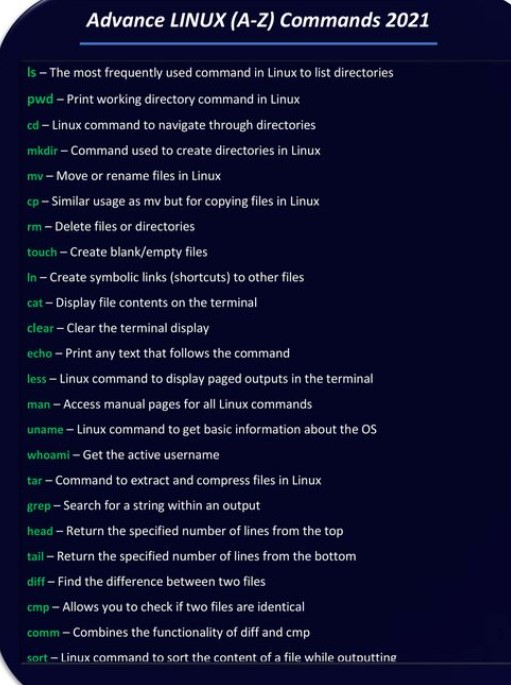 Advance LINUX (A-Z) Commands 2021
ls – The most frequently used command in Linux to list directories
pwd – Print working directory command in Linux
cd – Linux command to navigate through directories
mkdir – Command used to create directories in Linux
mv – Move or rename files in Linux
cp – Similar usage as mv but for copying files in Linux
rm – Delete files or directories
touch – Create blank/empty files
ln – Create symbolic links (shortcuts) to other files
cat – Display file contents on the terminal
clear – Clear the terminal display
echo – Print any text that follows the command
less – Linux command to display paged outputs in the terminal
man – Access manual pages for all Linux commands
uname – Linux command to get basic information about the OS
whoami – Get the active username
tar – Command to extract and compress files in Linux
grep – Search for a string within an output
head – Return the specified number of lines from the top
tail – Return the specified number of lines from the bottom
diff – Find the difference between two files
cmp – Allows you to check if two files are identical
comm – Combines the functionality of diff and cmp
sort – Linux command to sort the content of a file while outputting